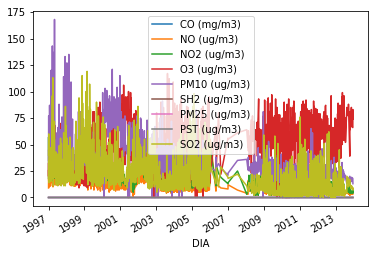 175
150
125
100
75
50
25
0
CO (mg/m3)
NO (ug/m3)
NO2 (ug/m3)
O3 (ug/m3)
PM10 (ug/m3)
SH2 (ug/m3)
PM25 (ug/m3)
PST (ug/m3)
SO2 (ug/m3)
1997 1999 2001 2003 2005 2007 2009 2011 2013
DIA